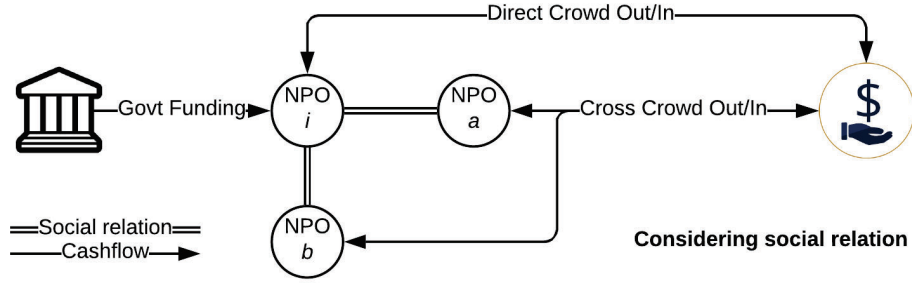 Direct Crowd Out/In
Govt Funding
NPO
i
NPO
a
Cross Crowd Out/In
$
NPO
b
Social relation
Cashflow
Considering social relation